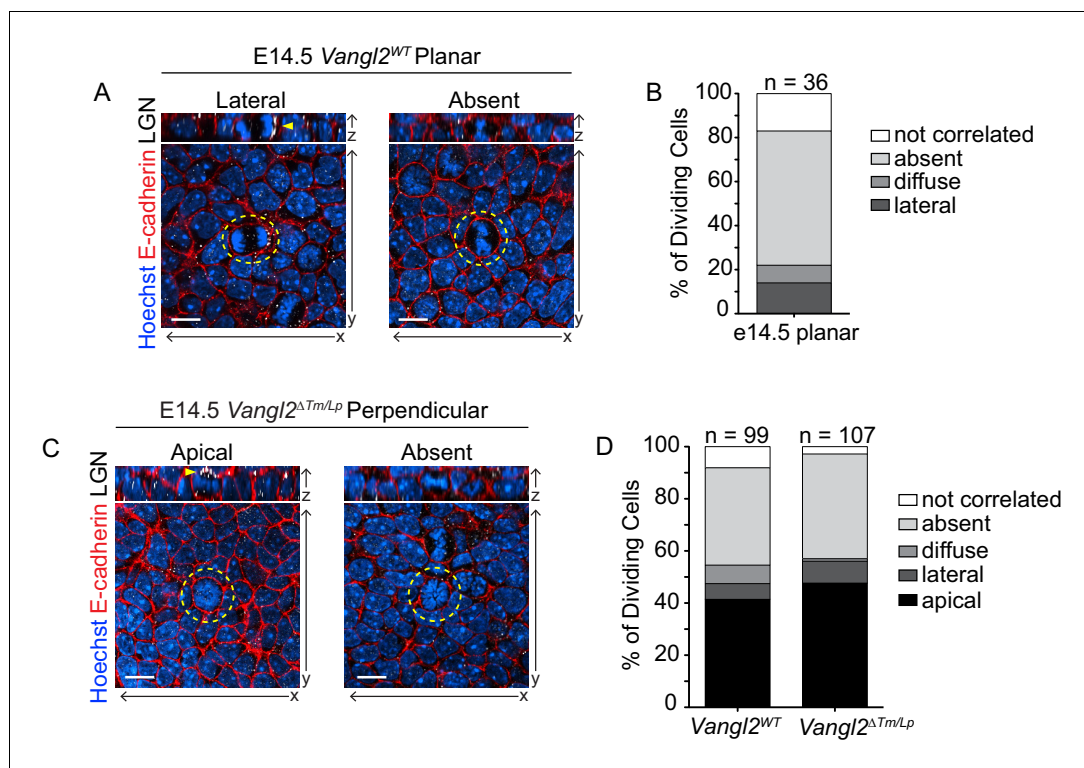 E14.5 Vangl2WT Planar
A
Lateral
Absent
Hoechst E-cadherin LGN
z
y
x
z
y
x
B
n = 36
% of Dividing Cells
100
80
60
40
20
0
e14.5 planar
not correlated
absent
diffuse
lateral
E14.5 Vangl2ΔTm/Lp Perpendicular
C
Apical
Absent
Hoechst E-cadherin LGN
z
y
x
z
y
x
D
n = 99
n = 107
% of Dividing Cells
100
80
60
40
20
0
Vangl2WT
Vangl2ΔTm/Lp
not correlated
absent
diffuse
lateral
apical